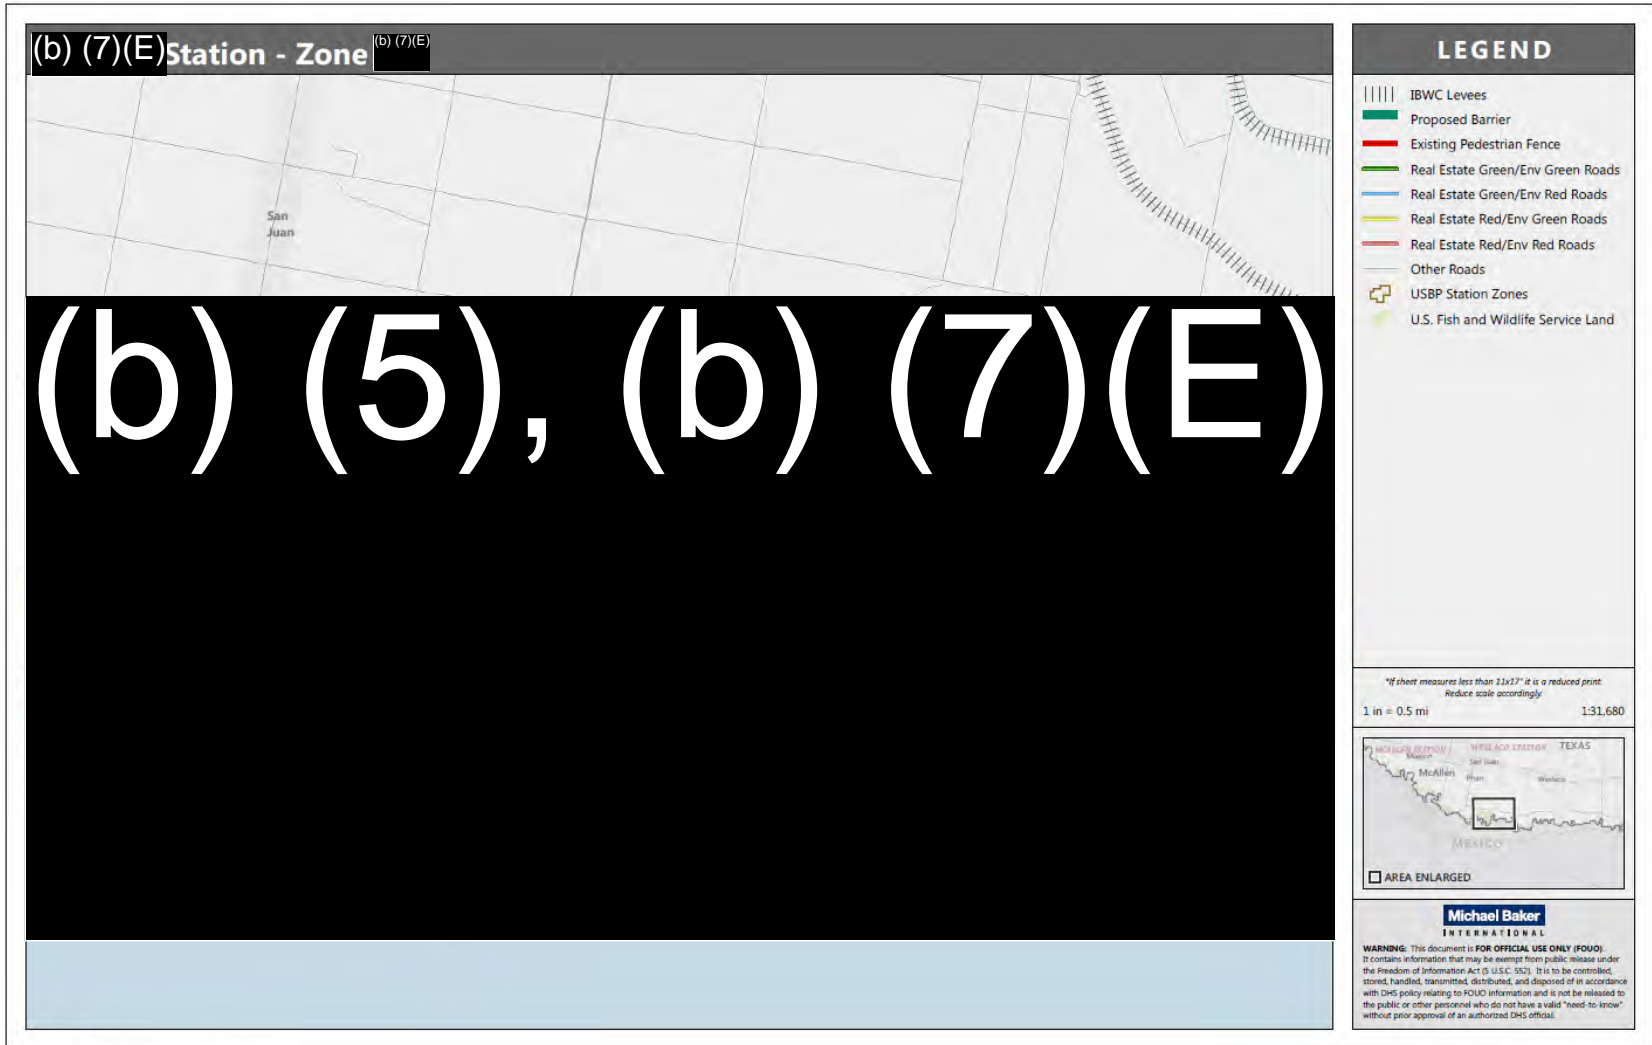 (b) (7)(E) Station - Zone (b) (7)(E)
San
Juan
(b) (5), (b) (7)(E)
LEGEND
IBWC Levees
Proposed Barrier
Existing Pedestrian Fence
Real Estate Green/Env Green Roads
Real Estate Green/Env Red Roads
Real Estate Red/Env Green Roads
Real Estate Red/Env Red Roads
Other Roads
USBP Station Zones
U.S. Fish and Wildlife Service Land
*If sheet measures less than 11x17" it is a reduced print.
Reduce scale accordingly.
1 in = 0.5 mi 1:31,680
WESLACO STATION TEXAS
Mission San Juan
McAllen Pharr Weslaco
MEXICO
AREA ENLARGED
Michael Baker
INTERNATIONAL
WARNING: This document is FOR OFFICIAL USE ONLY (FOUO).
It contains information that may be exempt from public release under
the Freedom of Information Act (5 U.S.C. 552). It is to be controlled,
stored, handled, transmitted, distributed, and disposed of in accordance
with DHS policy relating to FOUO information and is not be released to
the public or other personnel who do not have a valid "need-to-know"
without prior approval of an authorized DHS official.